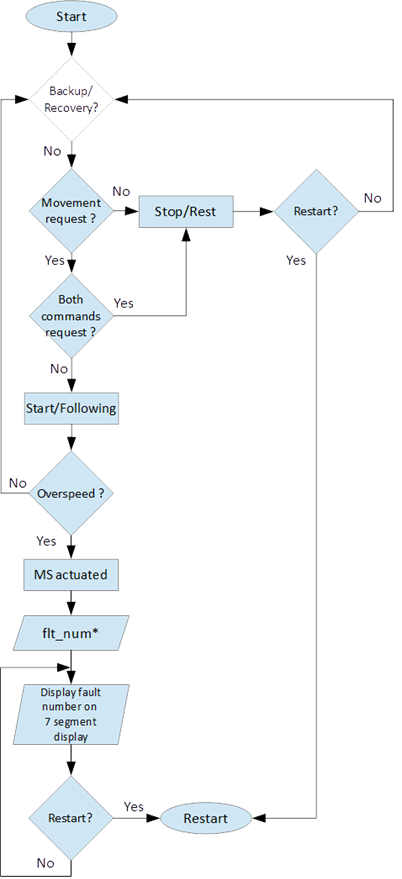 Start
Backup/
Recovery?
No
Movement
request ?
No
Stop/Rest
Restart?
No
Yes
Yes
Both
commands
request ?
Yes
No
Start/Following
Overspeed ?
No
Yes
MS actuated
flt_num*
Display fault
number on
7 segment
display
Restart?
Yes
Restart
No